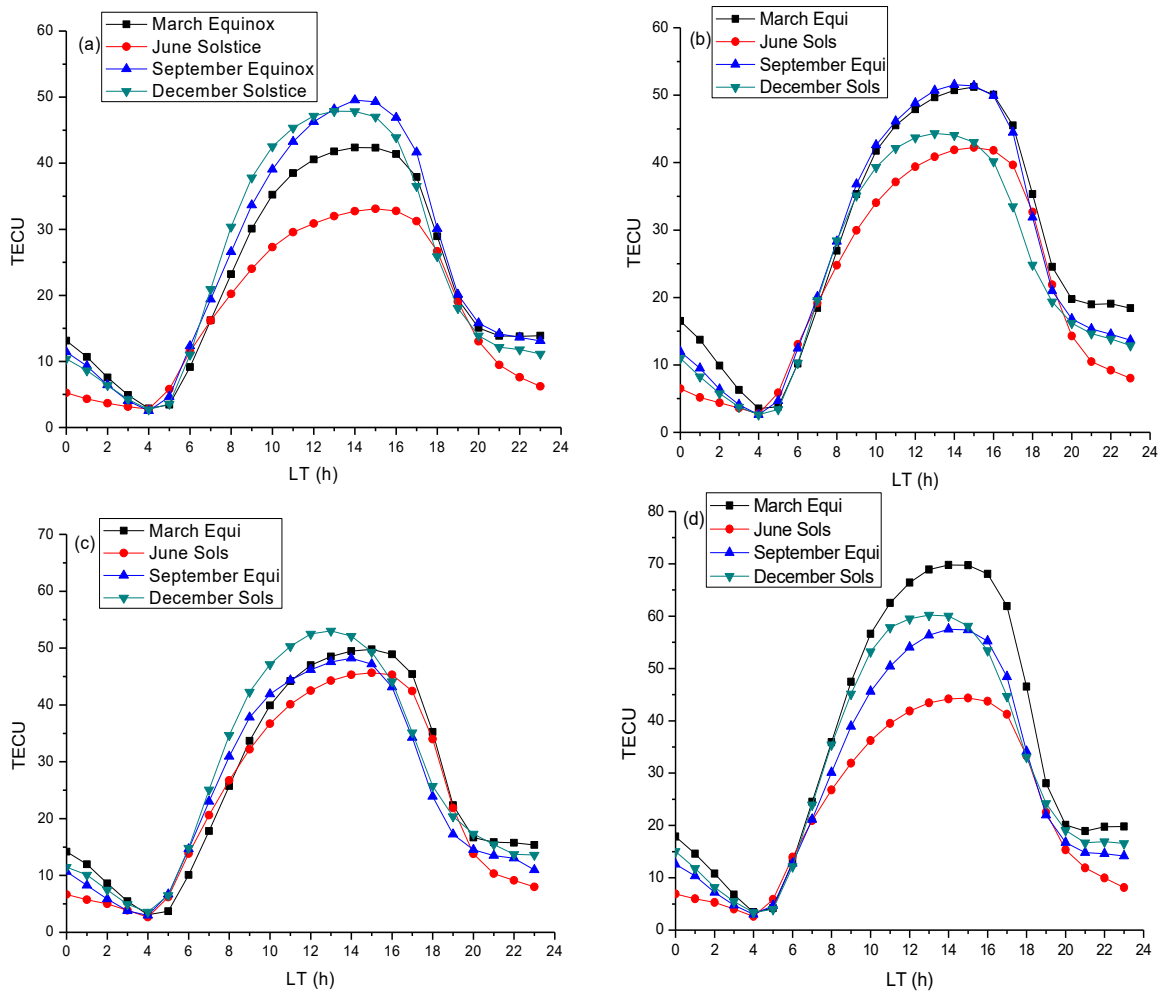 (a)
March Equinox
June Solstice
September Equinox
December Solstice
60
50
40
30
20
10
0
TECU
0 2 4 6 8 10 12 14 16 18 20 22 24
LT (h)
(b)
March Equi
June Sols
September Equi
December Sols
60
50
40
30
20
10
0
TECU
0 2 4 6 8 10 12 14 16 18 20 22 24
LT (h)
(c)
March Equi
June Sols
September Equi
December Sols
70
60
50
40
30
20
10
0
TECU
0 2 4 6 8 10 12 14 16 18 20 22 24
LT (h)
(d)
March Equi
June Sols
September Equi
December Sols
80
70
60
50
40
30
20
10
0
TECU
0 2 4 6 8 10 12 14 16 18 20 22 24
LT (h)